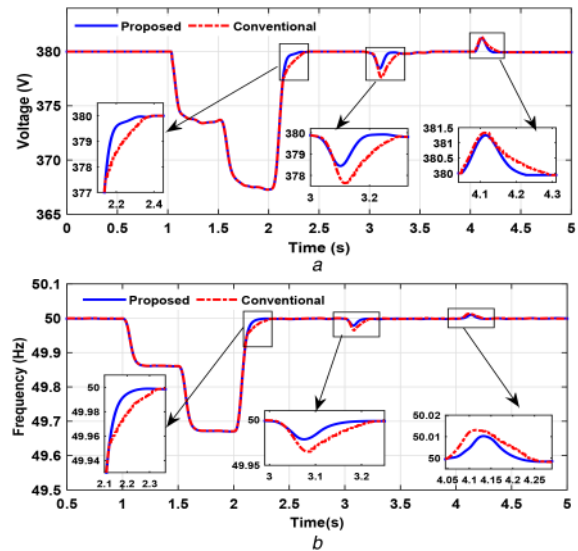 Proposed Conventional
Voltage (V)
380
375
370
365
380
379
378
377
2.2 2.4
380
379
378
3 3.2
381.5
381
380.5
380
4.1 4.2 4.3
0 0.5 1 1.5 2 2.5 3 3.5 4 4.5 5
Time (s)
a
Proposed Conventional
Frequency (Hz)
50.1
50
49.9
49.8
49.7
49.6
49.5
50
49.98
49.96
49.94
2.1 2.2 2.3
50
49.95
3 3.1 3.2
50.02
50.01
50
4.05 4.1 4.15 4.2 4.25
0 0.5 1 1.5 2 2.5 3 3.5 4 4.5 5
Time(s)
b